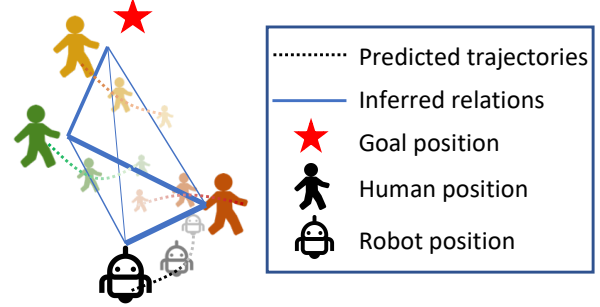 Predicted trajectories
Inferred relations
Goal position
Human position
Robot position